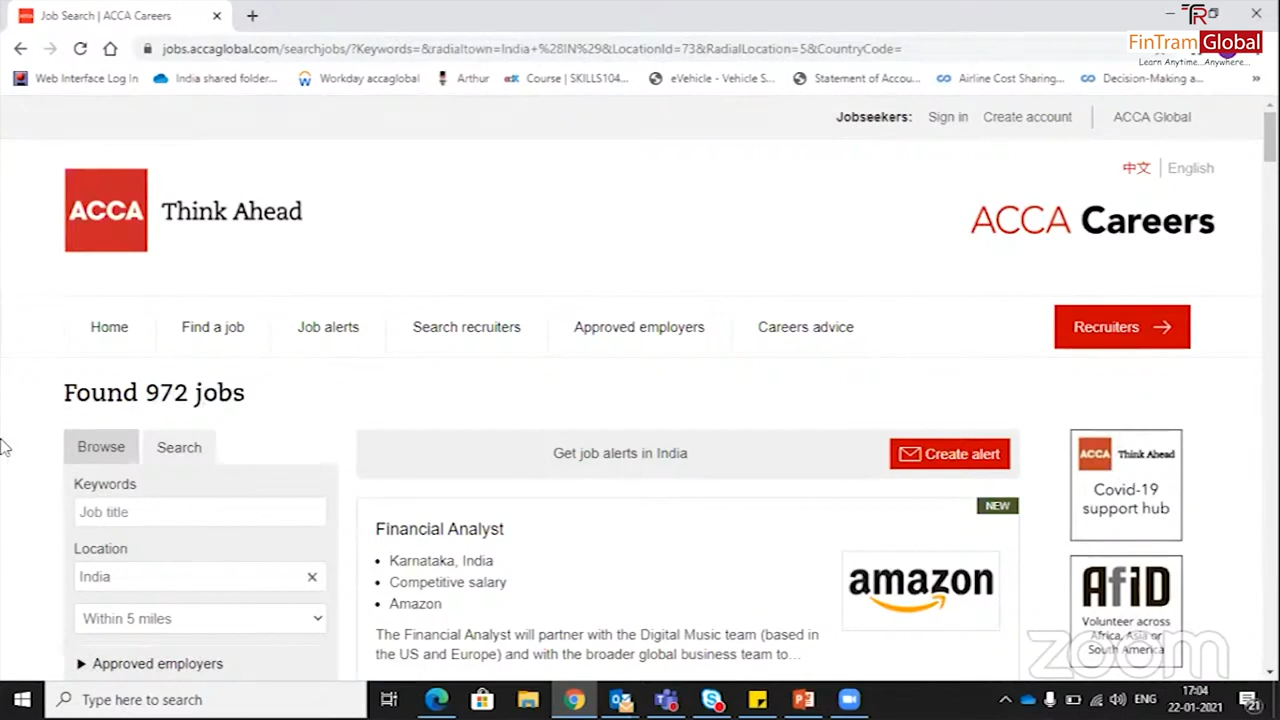 Job Search | ACCA Careers
TR
FinTram Global
Learn Anytime...Anywhere...
jobs.accaglobal.com/searchjobs/?Keywords=&radialtown=India+%28IN%29&LocationId=73&RadialLocation=5&CountryCode=
Web Interface Log In
India shared folder...
Workday accaglobal
Arthur
Course | SKILLS104...
eVehicle - Vehicle S...
Statement of Accou...
Airline Cost Sharing...
Decision-Making a...
Jobseekers: Sign in Create account ACCA Global
中文 English
ACCA Think Ahead
ACCA Careers
Home Find a job Job alerts Search recruiters Approved employers Careers advice Recruiters
Found 972 jobs
Browse Search
Keywords
Job title
Location
India
Within 5 miles
Approved employers
Get job alerts in India Create alert
NEW
Financial Analyst
Karnataka, India
Competitive salary
Amazon
amazon
The Financial Analyst will partner with the Digital Music team (based in
the US and Europe) and with the broader global business team to...
ACCA Think Ahead
Covid-19
support hub
AfiD
Volunteer across
Africa, Asia or
South America
zoom
Type here to search
ENG
17:04
22-01-2021
21